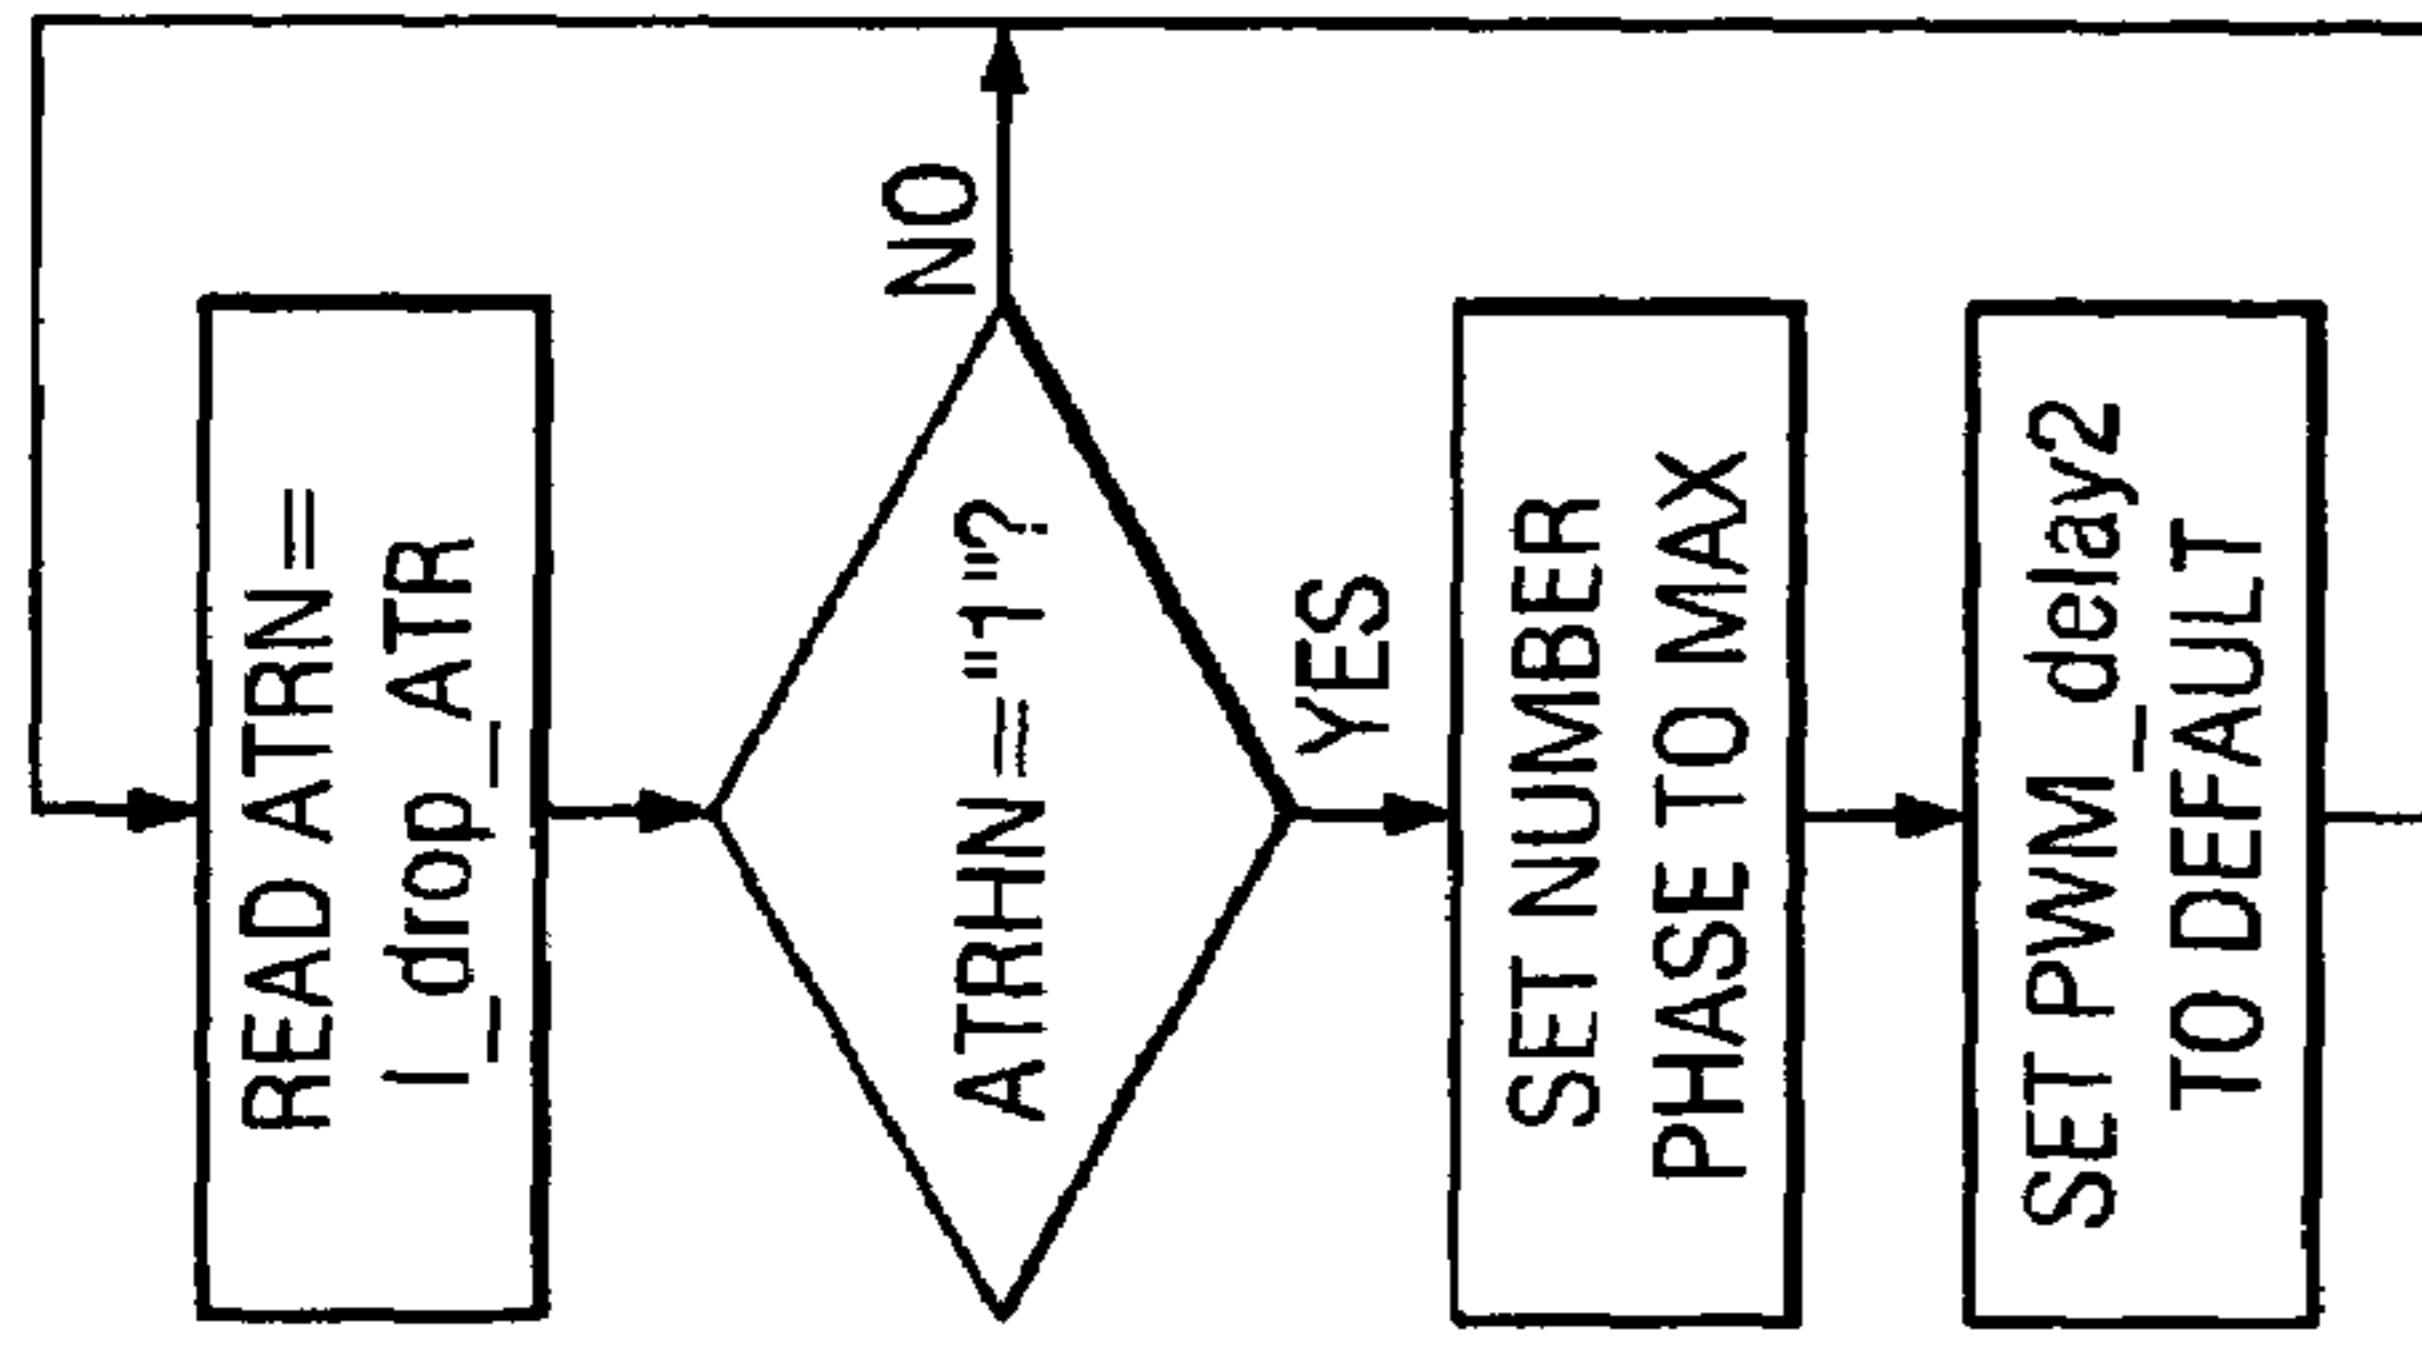 READ ATRN=
I_drop_ATR
NO
ATRHN="1"?
YES
SET NUMBER
PHASE TO MAX
SET PWM_delay2
TO DEFAULT